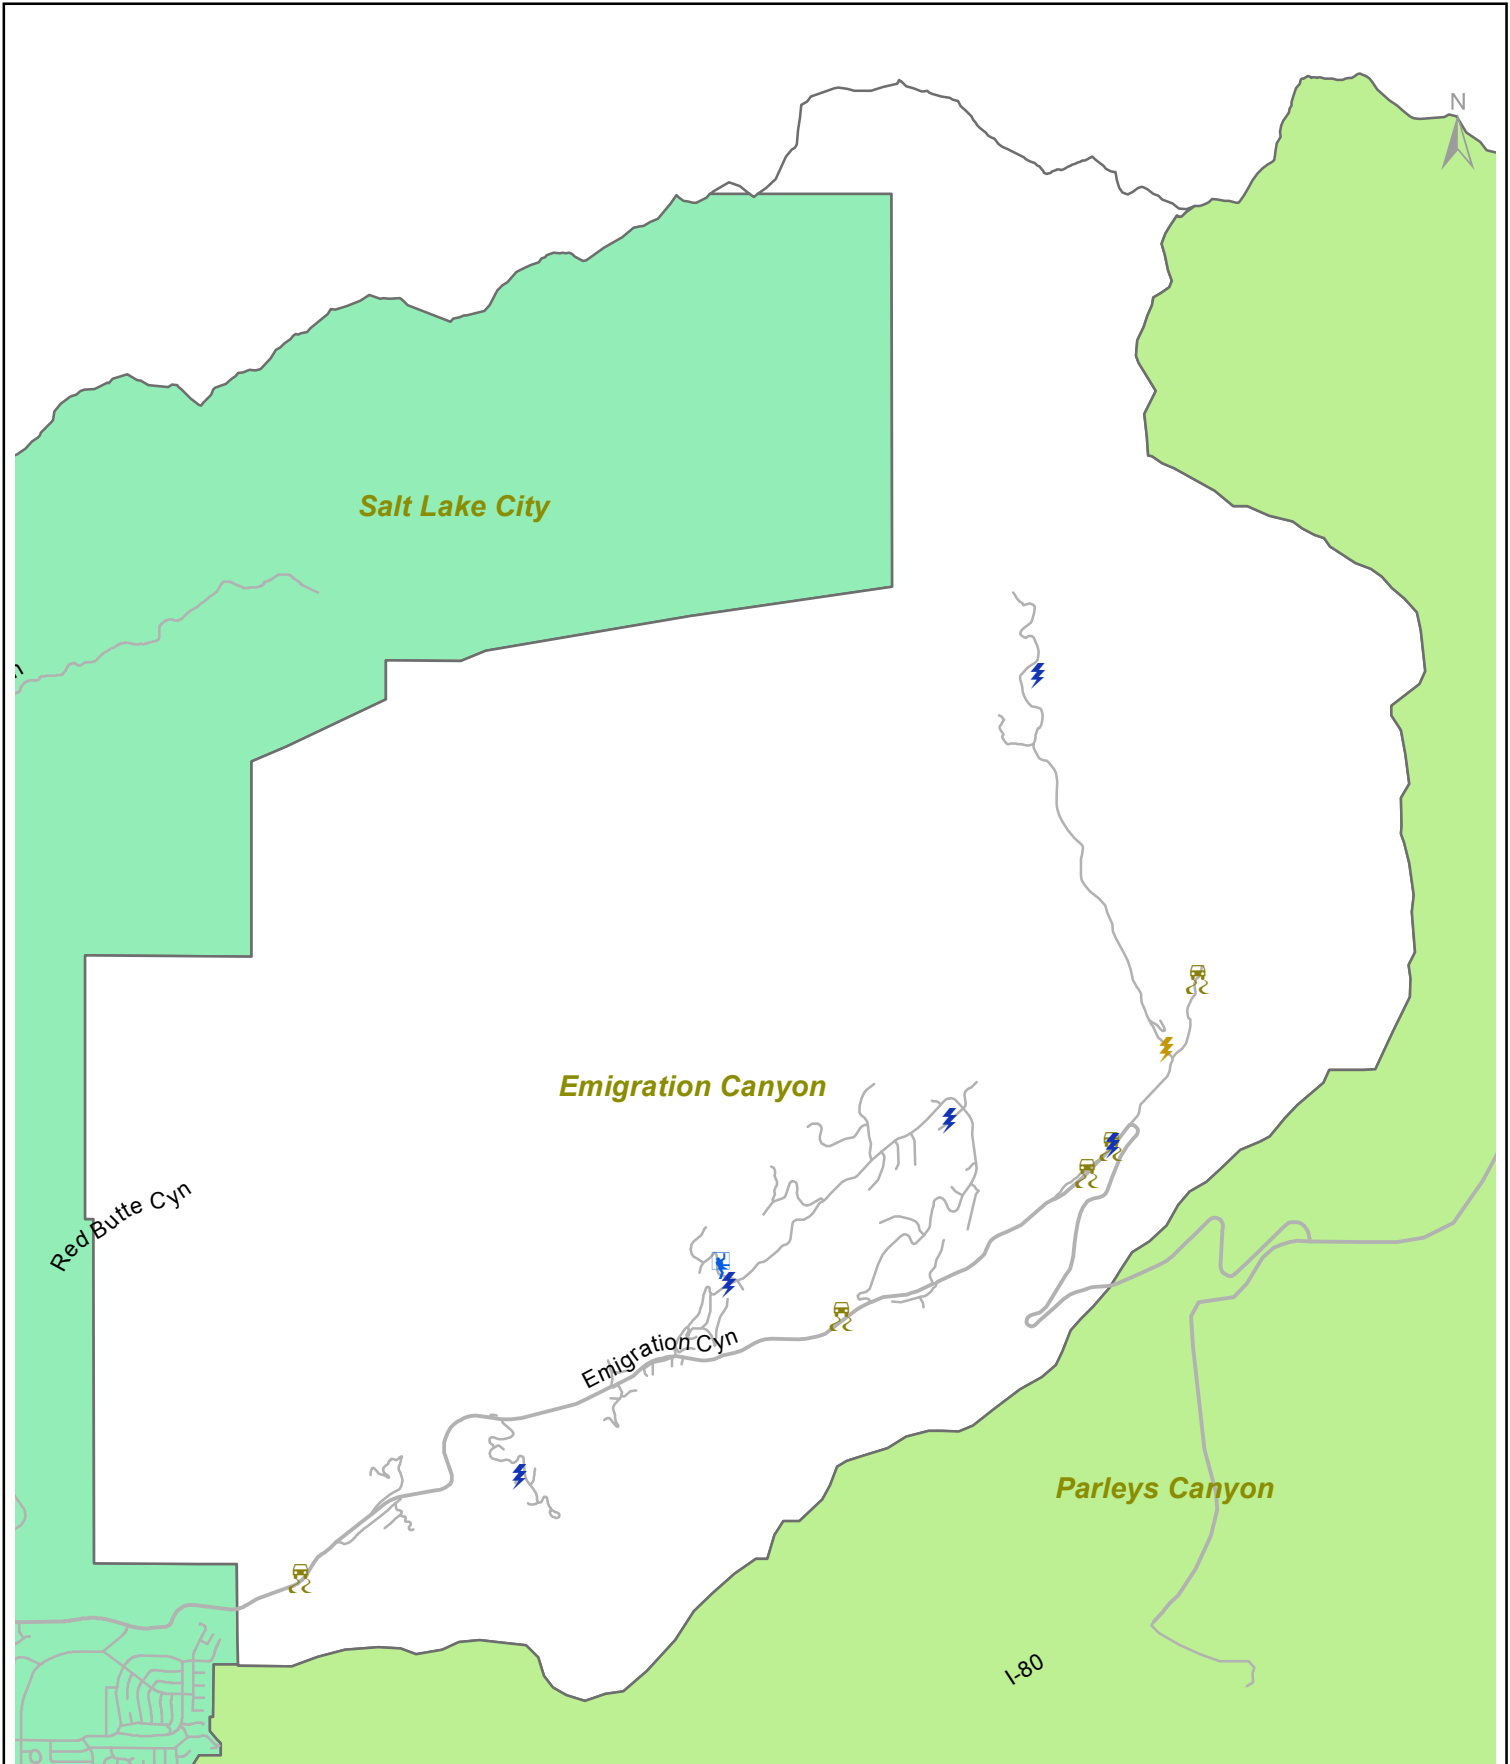 N
Salt Lake City
n
Emigration Canyon
Red Butte Cyn
Emigration Cyn
Parleys Canyon
I-80